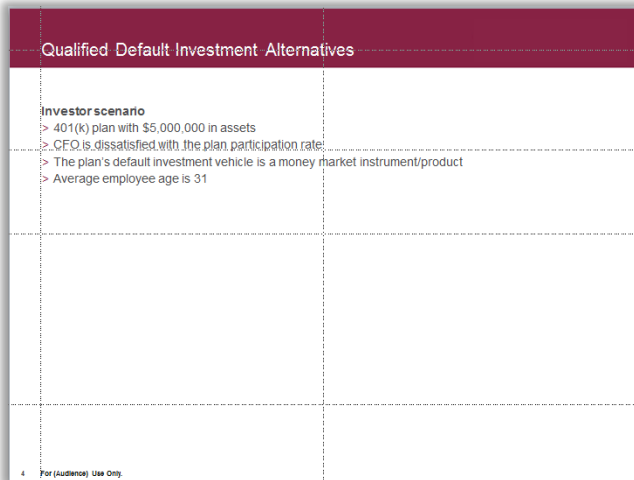 Qualified Default Investment Alternatives
Investor scenario
> 401(k) plan with $5,000,000 in assets
> CFO is dissatisfied with the plan participation rate
> The plan's default investment vehicle is a money market instrument/product
> Average employee age is 31
4 For (Audience) Use Only.